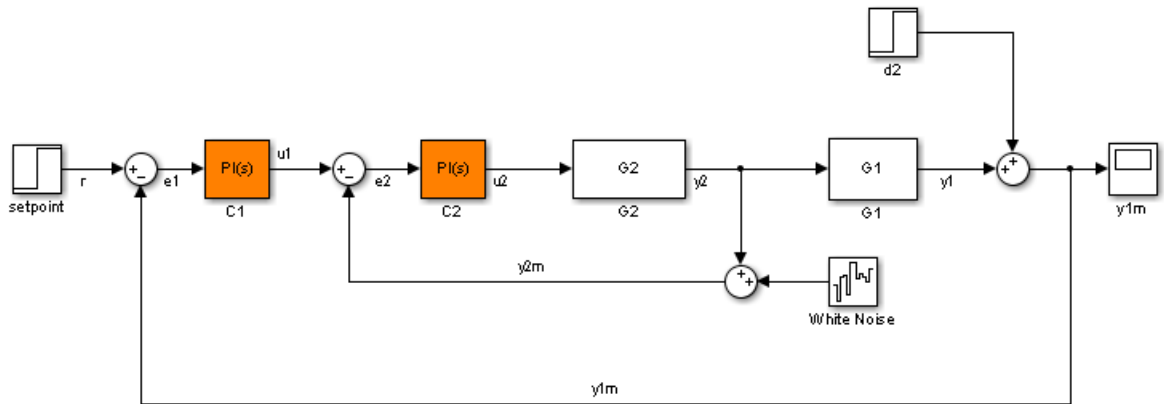 d2
setpoint
r
+
−
e1
PI(s)
C1
u1
+
−
e2
PI(s)
C2
u2
G2
G2
y2
G1
G1
y1
+
+
y1m
y2m
+
+
White Noise
y1m